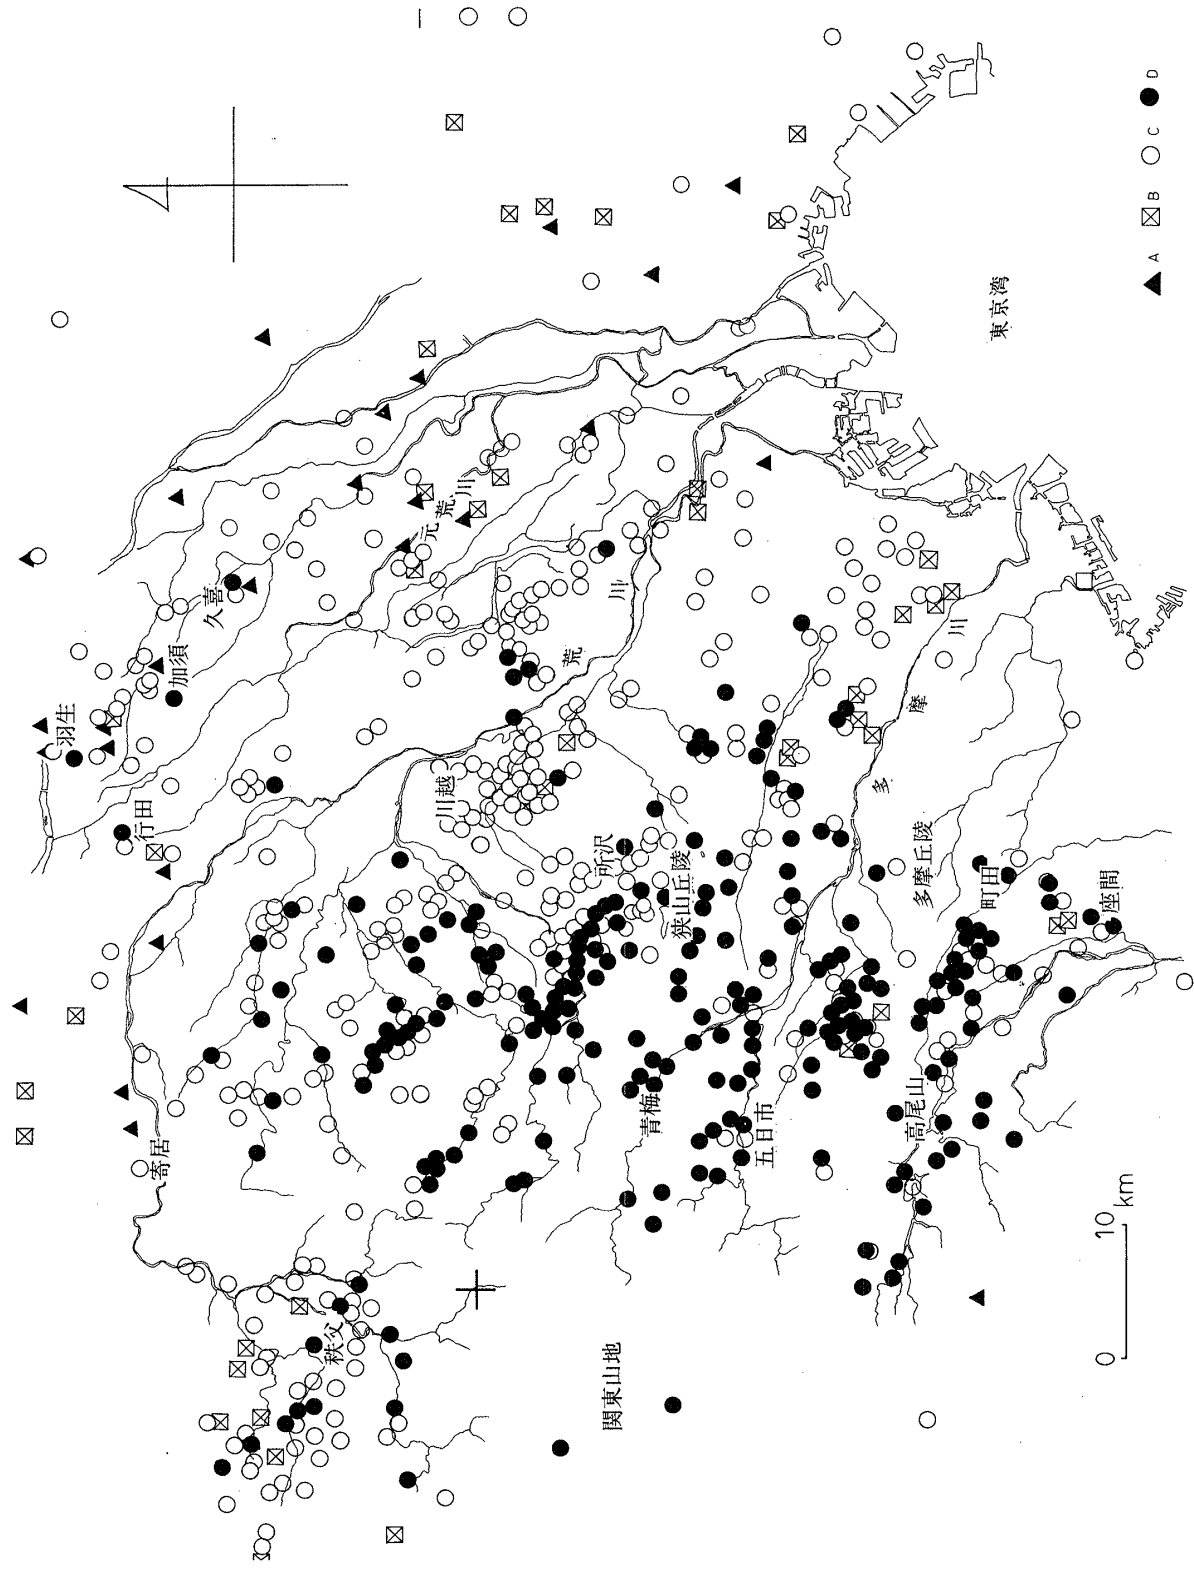 羽生
加須
久喜
行田
元荒川
荒川
川越
所沢
狭山丘陵
寄居
秩父
関東山地
青梅
五日市
高尾山
多摩川
多摩丘陵
町田
座間
東京湾
A B C D
0 10 km